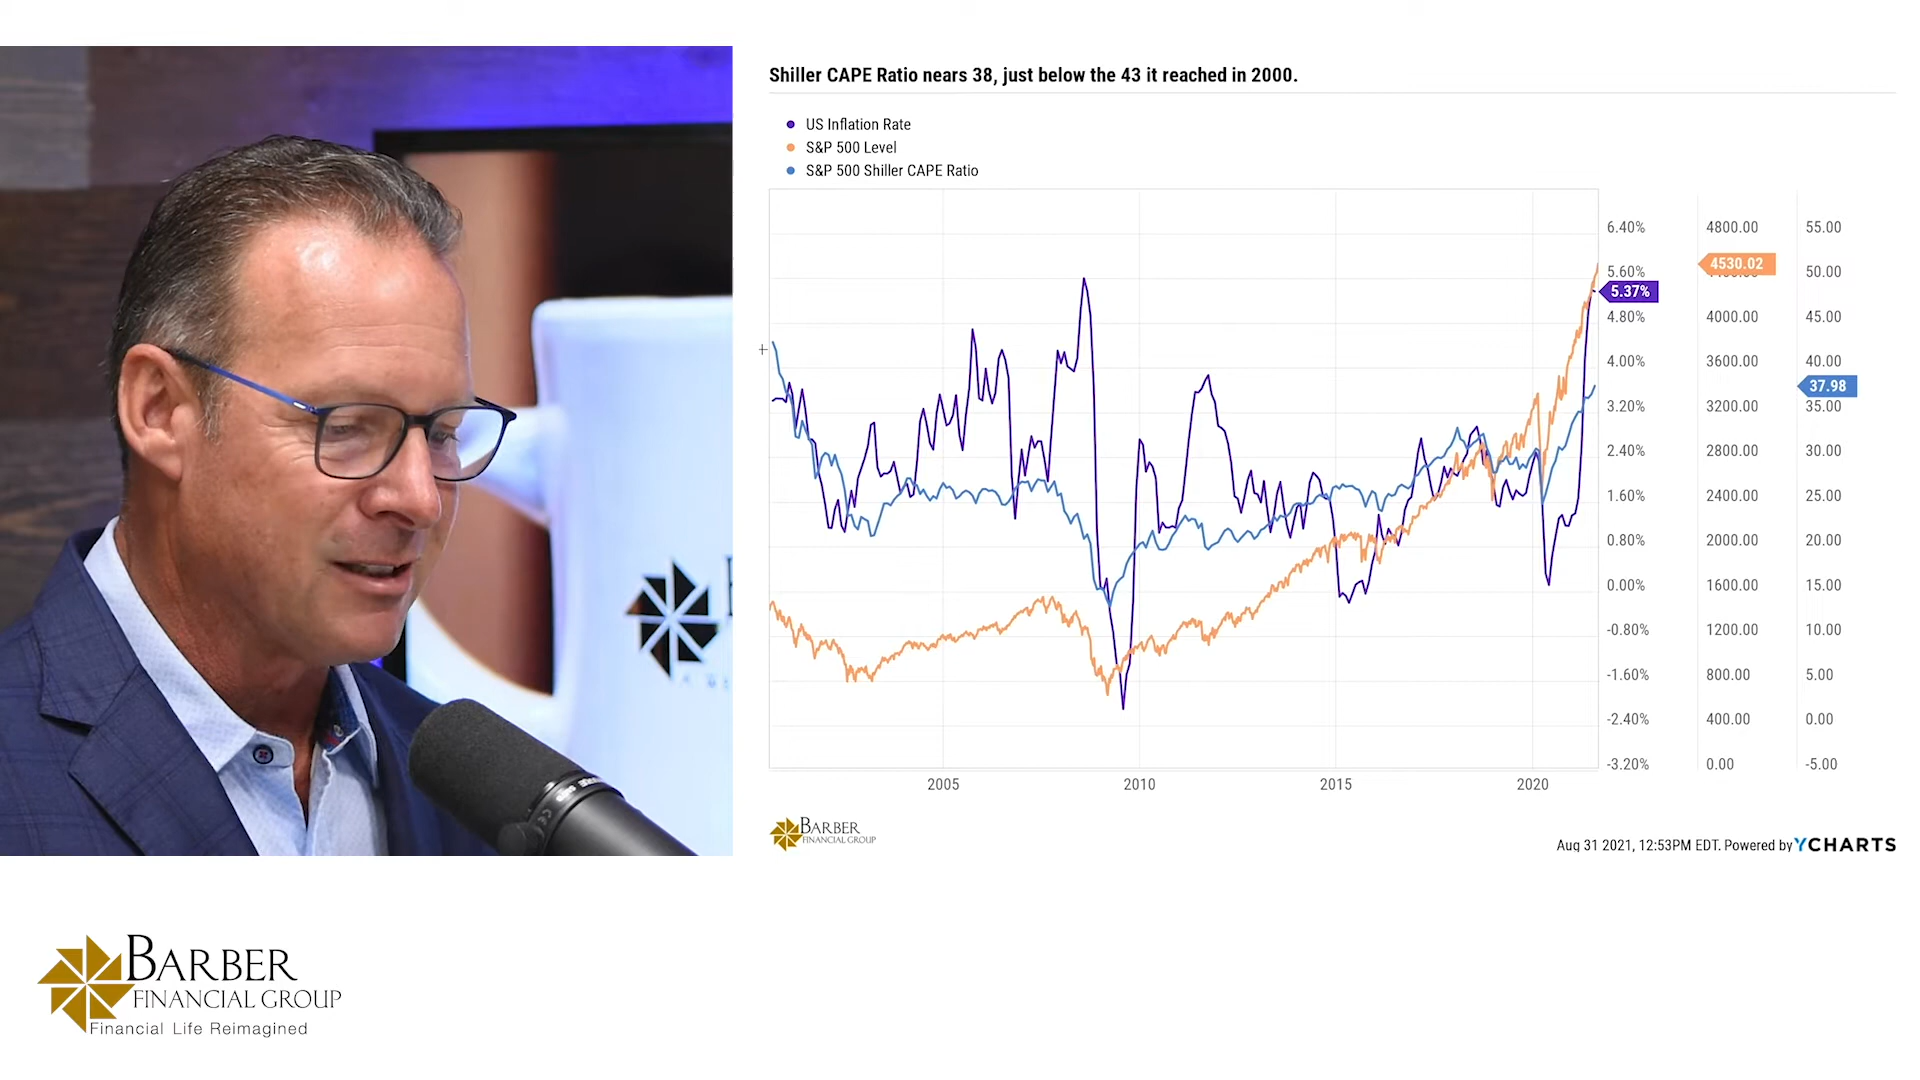 Shiller CAPE Ratio nears 38, just below the 43 it reached in 2000.
US Inflation Rate
S&P 500 Level
S&P 500 Shiller CAPE Ratio
6.40% 4800.00 55.00
4530.02
5.60% 50.00
5.37%
4.80% 4000.00 45.00
4.00% 3600.00 40.00
37.98
3.20% 3200.00 35.00
2.40% 2800.00 30.00
1.60% 2400.00 25.00
0.80% 2000.00 20.00
0.00% 1600.00 15.00
-0.80% 1200.00 10.00
-1.60% 800.00 5.00
-2.40% 400.00 0.00
-3.20% 0.00 -5.00
2005 2010 2015 2020
BARBER
FINANCIAL GROUP
Aug 31 2021, 12:53PM EDT. Powered by YCHARTS
BARBER
FINANCIAL GROUP
Financial Life Reimagined